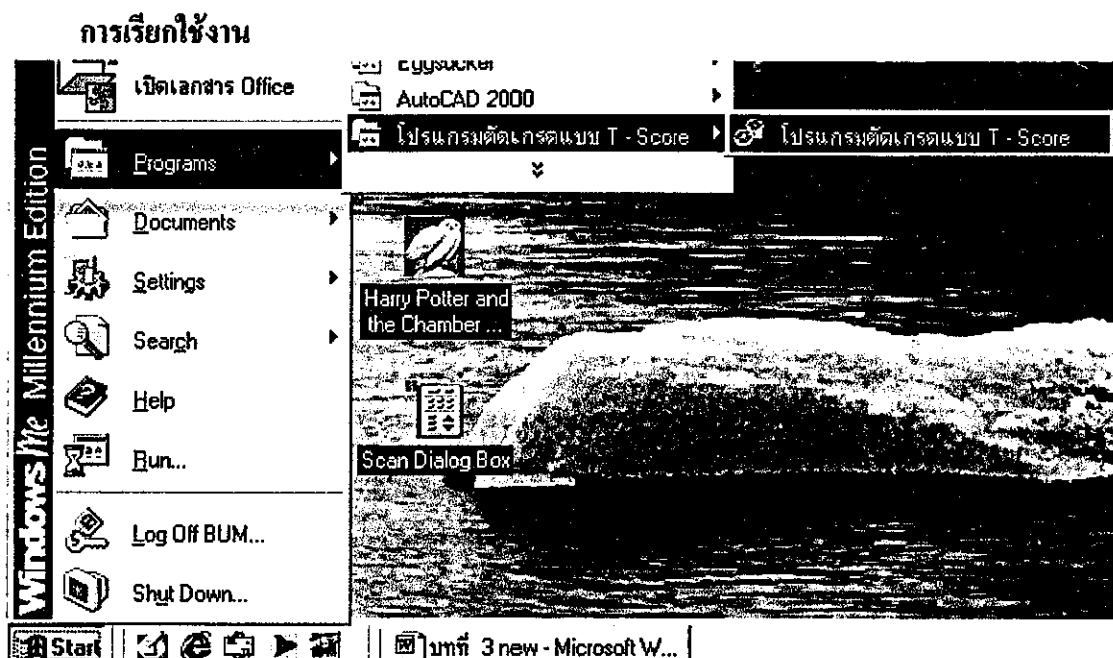 การเรียกใช้งาน
เปิดเอกสาร Office
Programs
Documents
Settings
Search
Help
Run...
Log Off BUM...
Shut Down...
Windows Me Millennium Edition
Eggsucker
AutoCAD 2000
โปรแกรมตัดเกรดแบบ T - Score
โปรแกรมตัดเกรดแบบ T - Score
Harry Potter and
the Chamber ...
Scan Dialog Box
Start
บทที่ 3 new - Microsoft W...